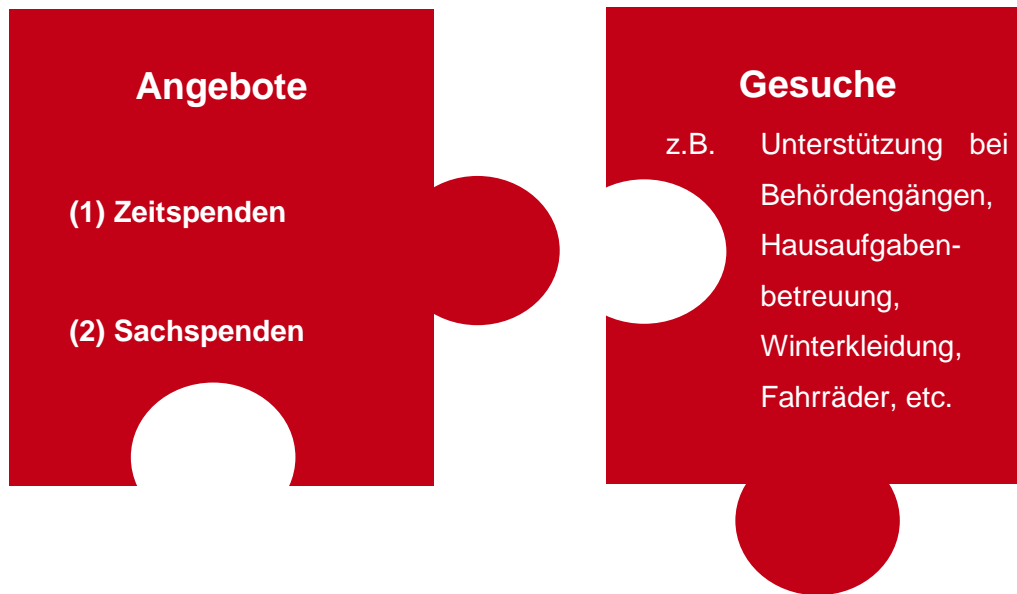 Angebote
(1) Zeitspenden
(2) Sachspenden
Gesuche
z.B. Unterstützung bei
Behördengängen,
Hausaufgaben-
betreuung,
Winterkleidung,
Fahrräder, etc.